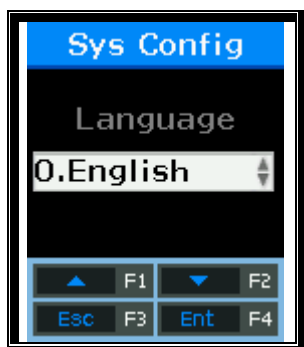 Sys Config
Language
0.English
F1 F2
Esc F3 Ent F4